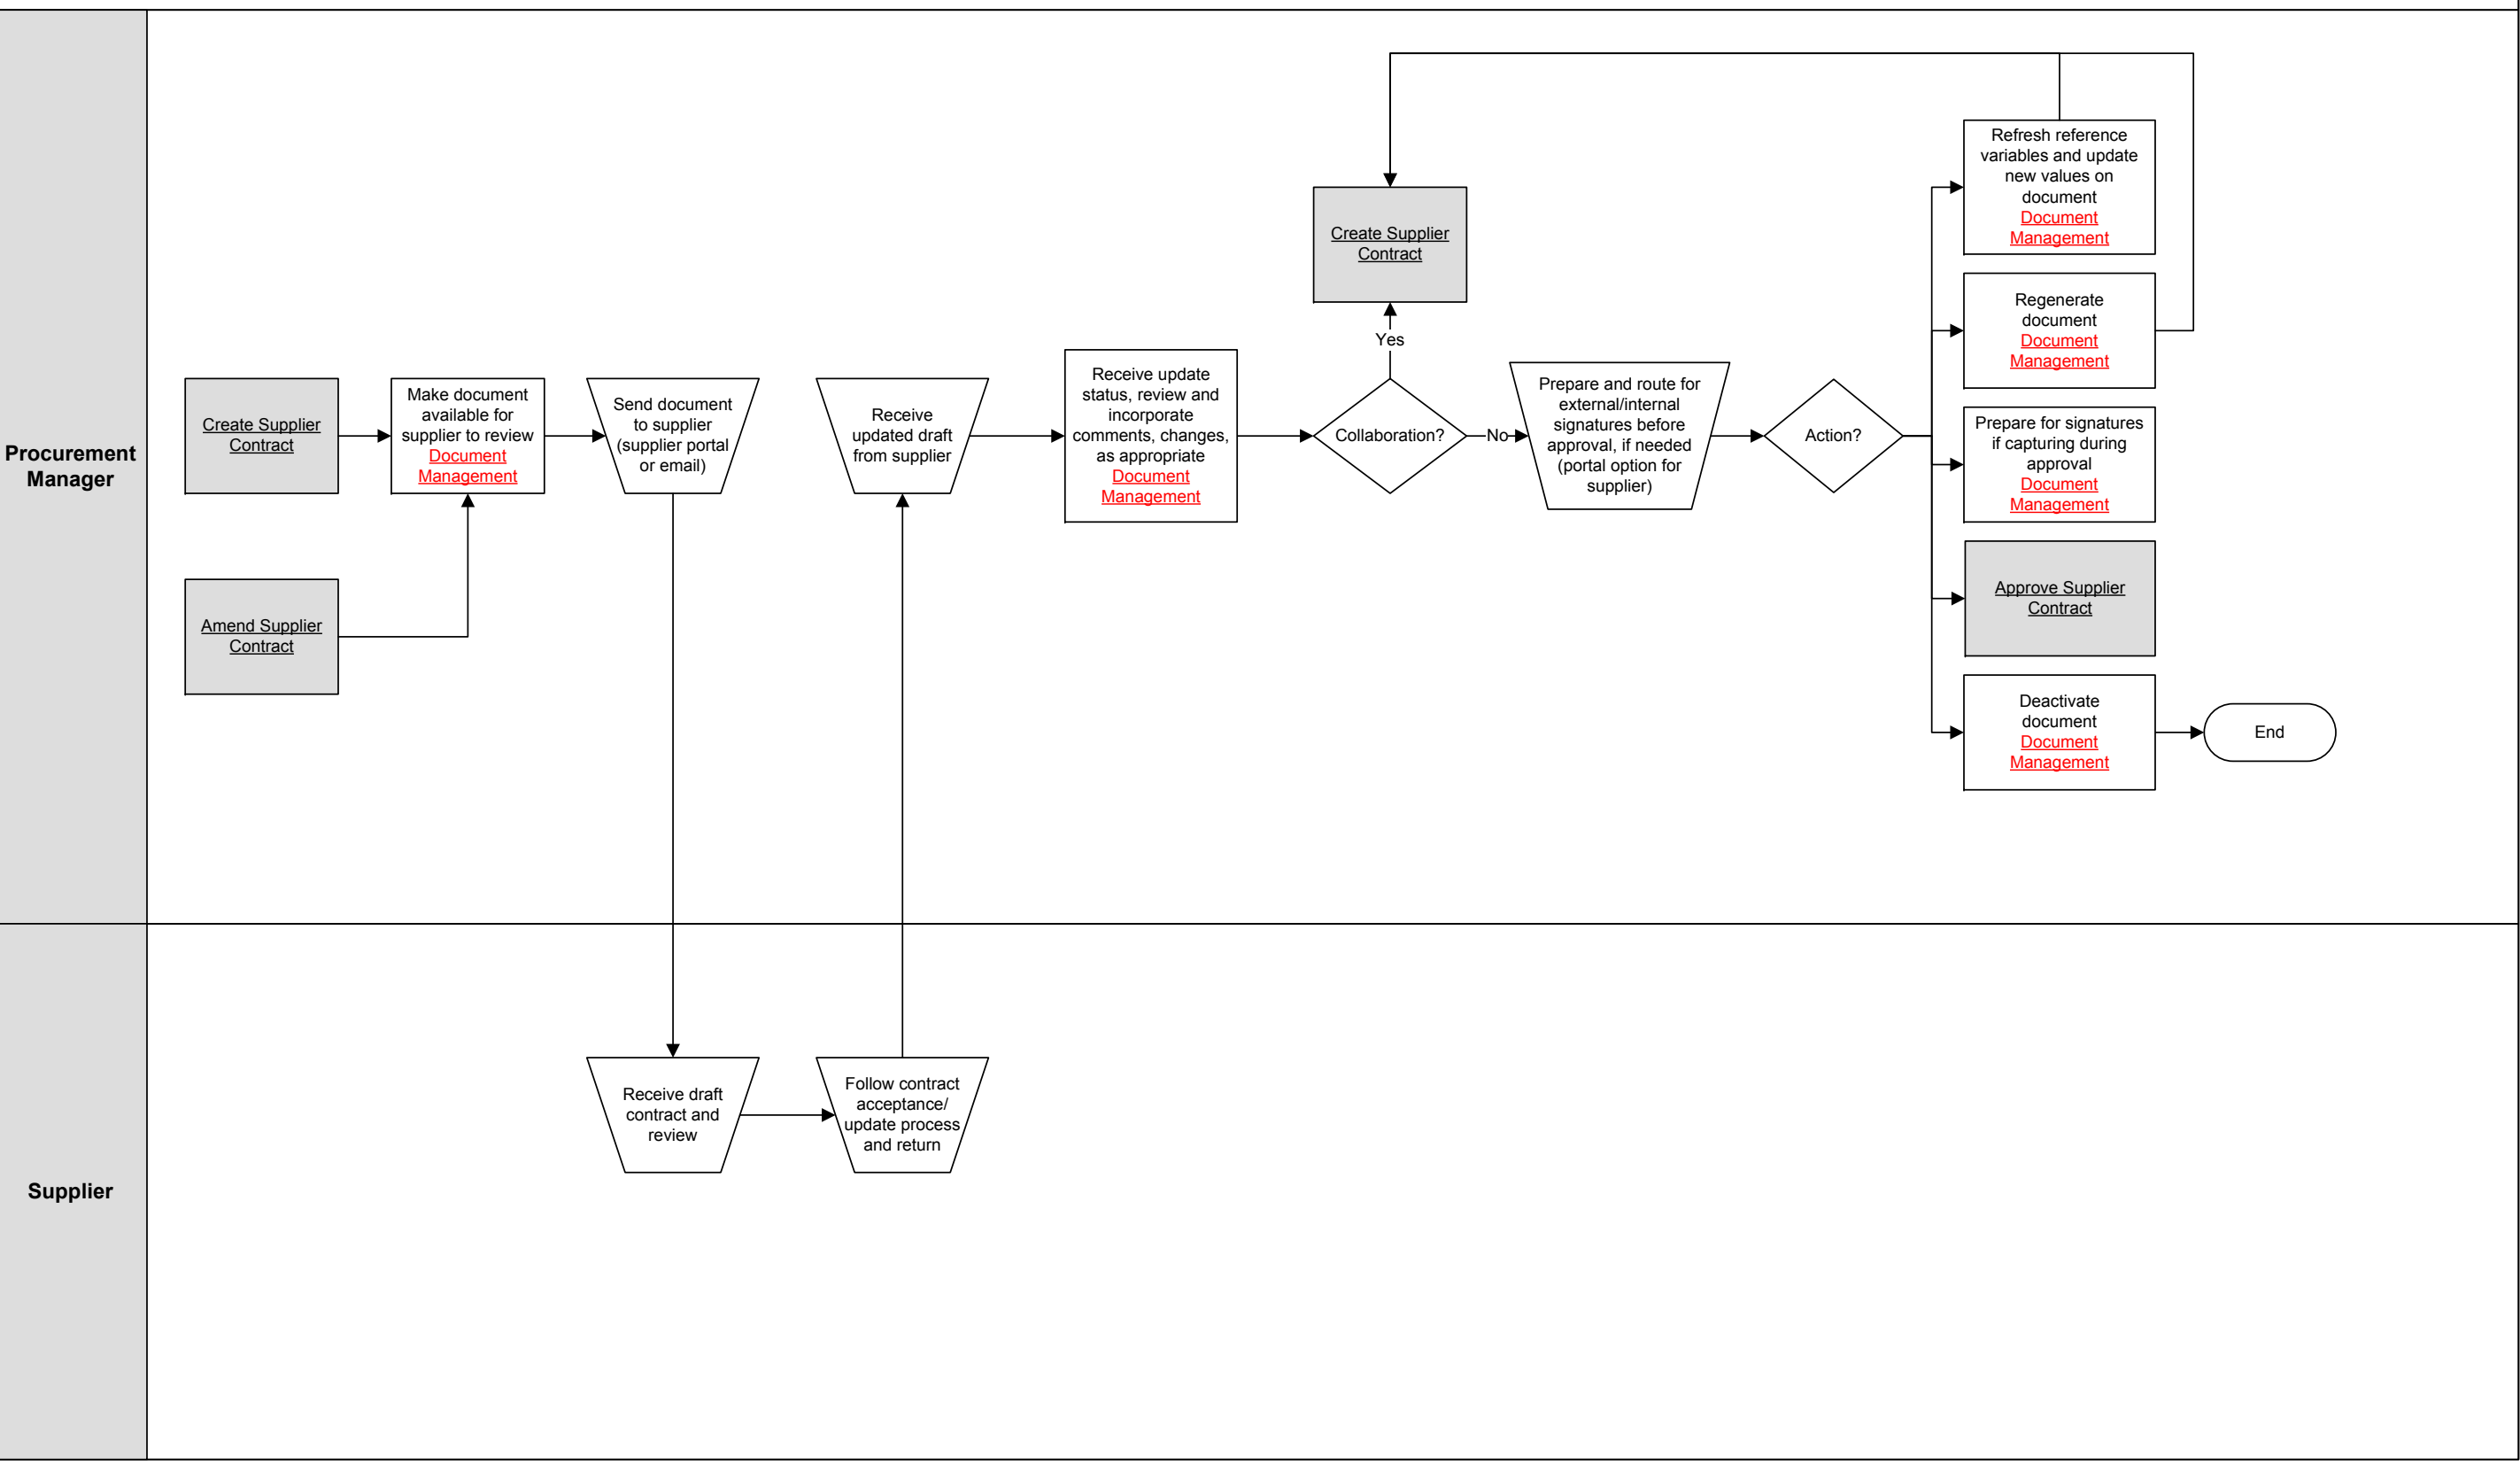 Procurement
Manager
Create Supplier
Contract
Amend Supplier
Contract
Make document
available for
supplier to review
Document
Management
Send document
to supplier
(supplier portal
or email)
Receive
updated draft
from supplier
Receive update
status, review and
incorporate
comments, changes,
as appropriate
Document
Management
Create Supplier
Contract
Yes
Collaboration?
No
Prepare and route for
external/internal
signatures before
approval, if needed
(portal option for
supplier)
Action?
Refresh reference
variables and update
new values on
document
Document
Management
Regenerate
document
Document
Management
Prepare for signatures
if capturing during
approval
Document
Management
Approve Supplier
Contract
Deactivate
document
Document
Management
End
Supplier
Receive draft
contract and
review
Follow contract
acceptance/
update process
and return